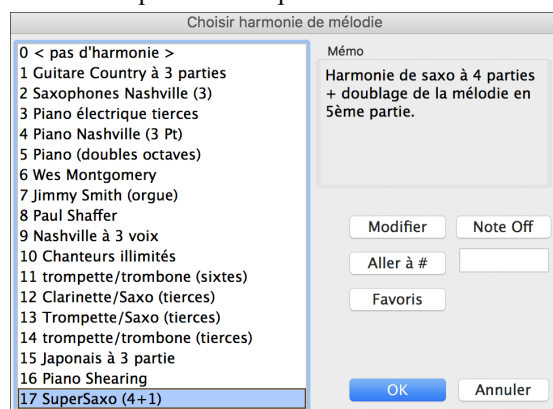 Choisir harmonie de mélodie
0 < pas d'harmonie >
1 Guitare Country à 3 parties
2 Saxophones Nashville (3)
3 Piano électrique tierces
4 Piano Nashville (3 Pt)
5 Piano (doubles octaves)
6 Wes Montgomery
7 Jimmy Smith (orgue)
8 Paul Shaffer
9 Nashville à 3 voix
10 Chanteurs illimités
11 trompette/trombone (sixtes)
12 Clarinette/Saxo (tierces)
13 Trompette/Saxo (tierces)
14 trompette/trombone (tierces)
15 Japonais à 3 partie
16 Piano Shearing
17 SuperSaxo (4+1)
Mémo
Harmonie de saxo à 4 parties
+ doublage de la mélodie en
5ème partie.
Modifier
Note Off
Aller à #
Favoris
OK
Annuler